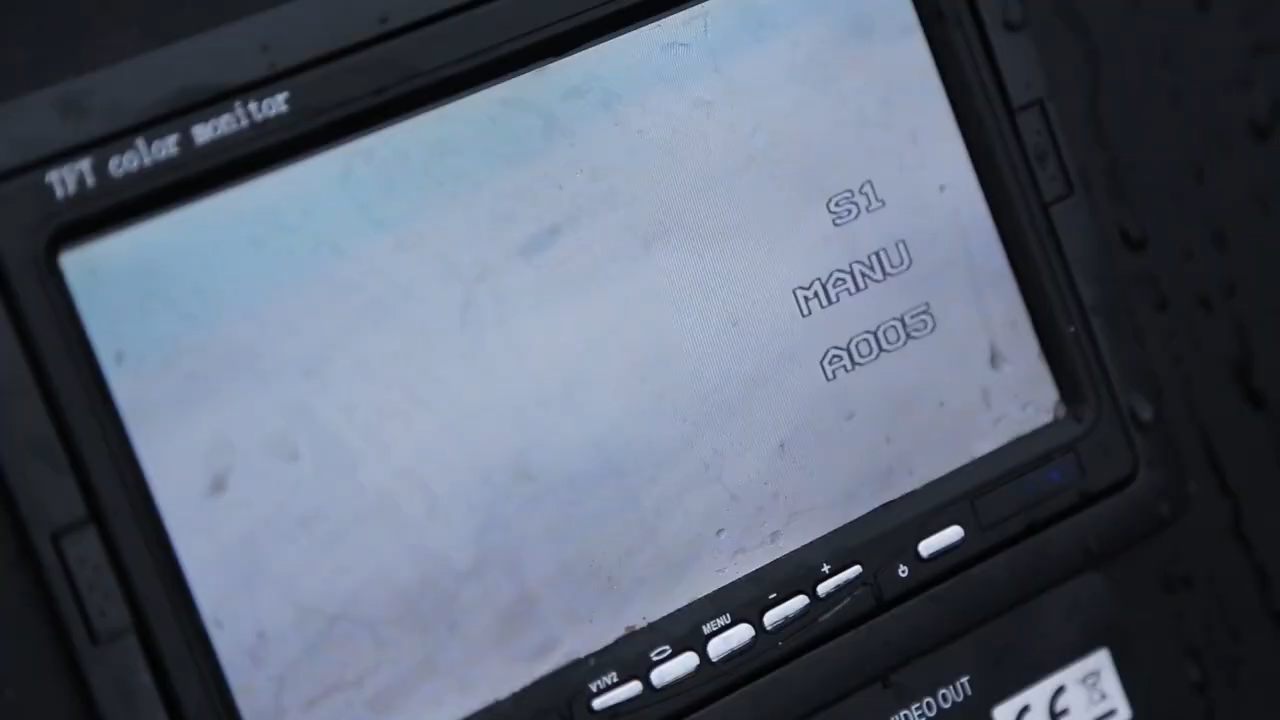 TFT color monitor
S1
MANU
A005
V1/V2
MENU
-
+
VIDEO OUT
CE